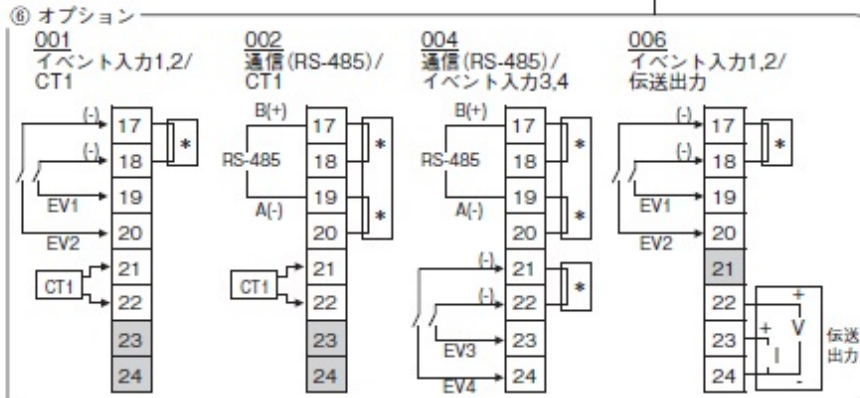 ⑥ オプション
001
イベント入力1,2/
CT1
(-)
(-)
EV1
EV2
CT1
17
18
19
20
21
22
23
24
*
002
通信(RS-485)/
CT1
B(+)
RS-485
A(-)
CT1
17
18
19
20
21
22
23
24
*
*
004
通信(RS-485)/
イベント入力3,4
B(+)
RS-485
A(-)
(-)
(-)
EV3
EV4
17
18
19
20
21
22
23
24
*
*
*
006
イベント入力1,2/
伝送出力
(-)
(-)
EV1
EV2
17
18
19
20
21
22
23
24
*
+
+
V
I
-
伝送
出力